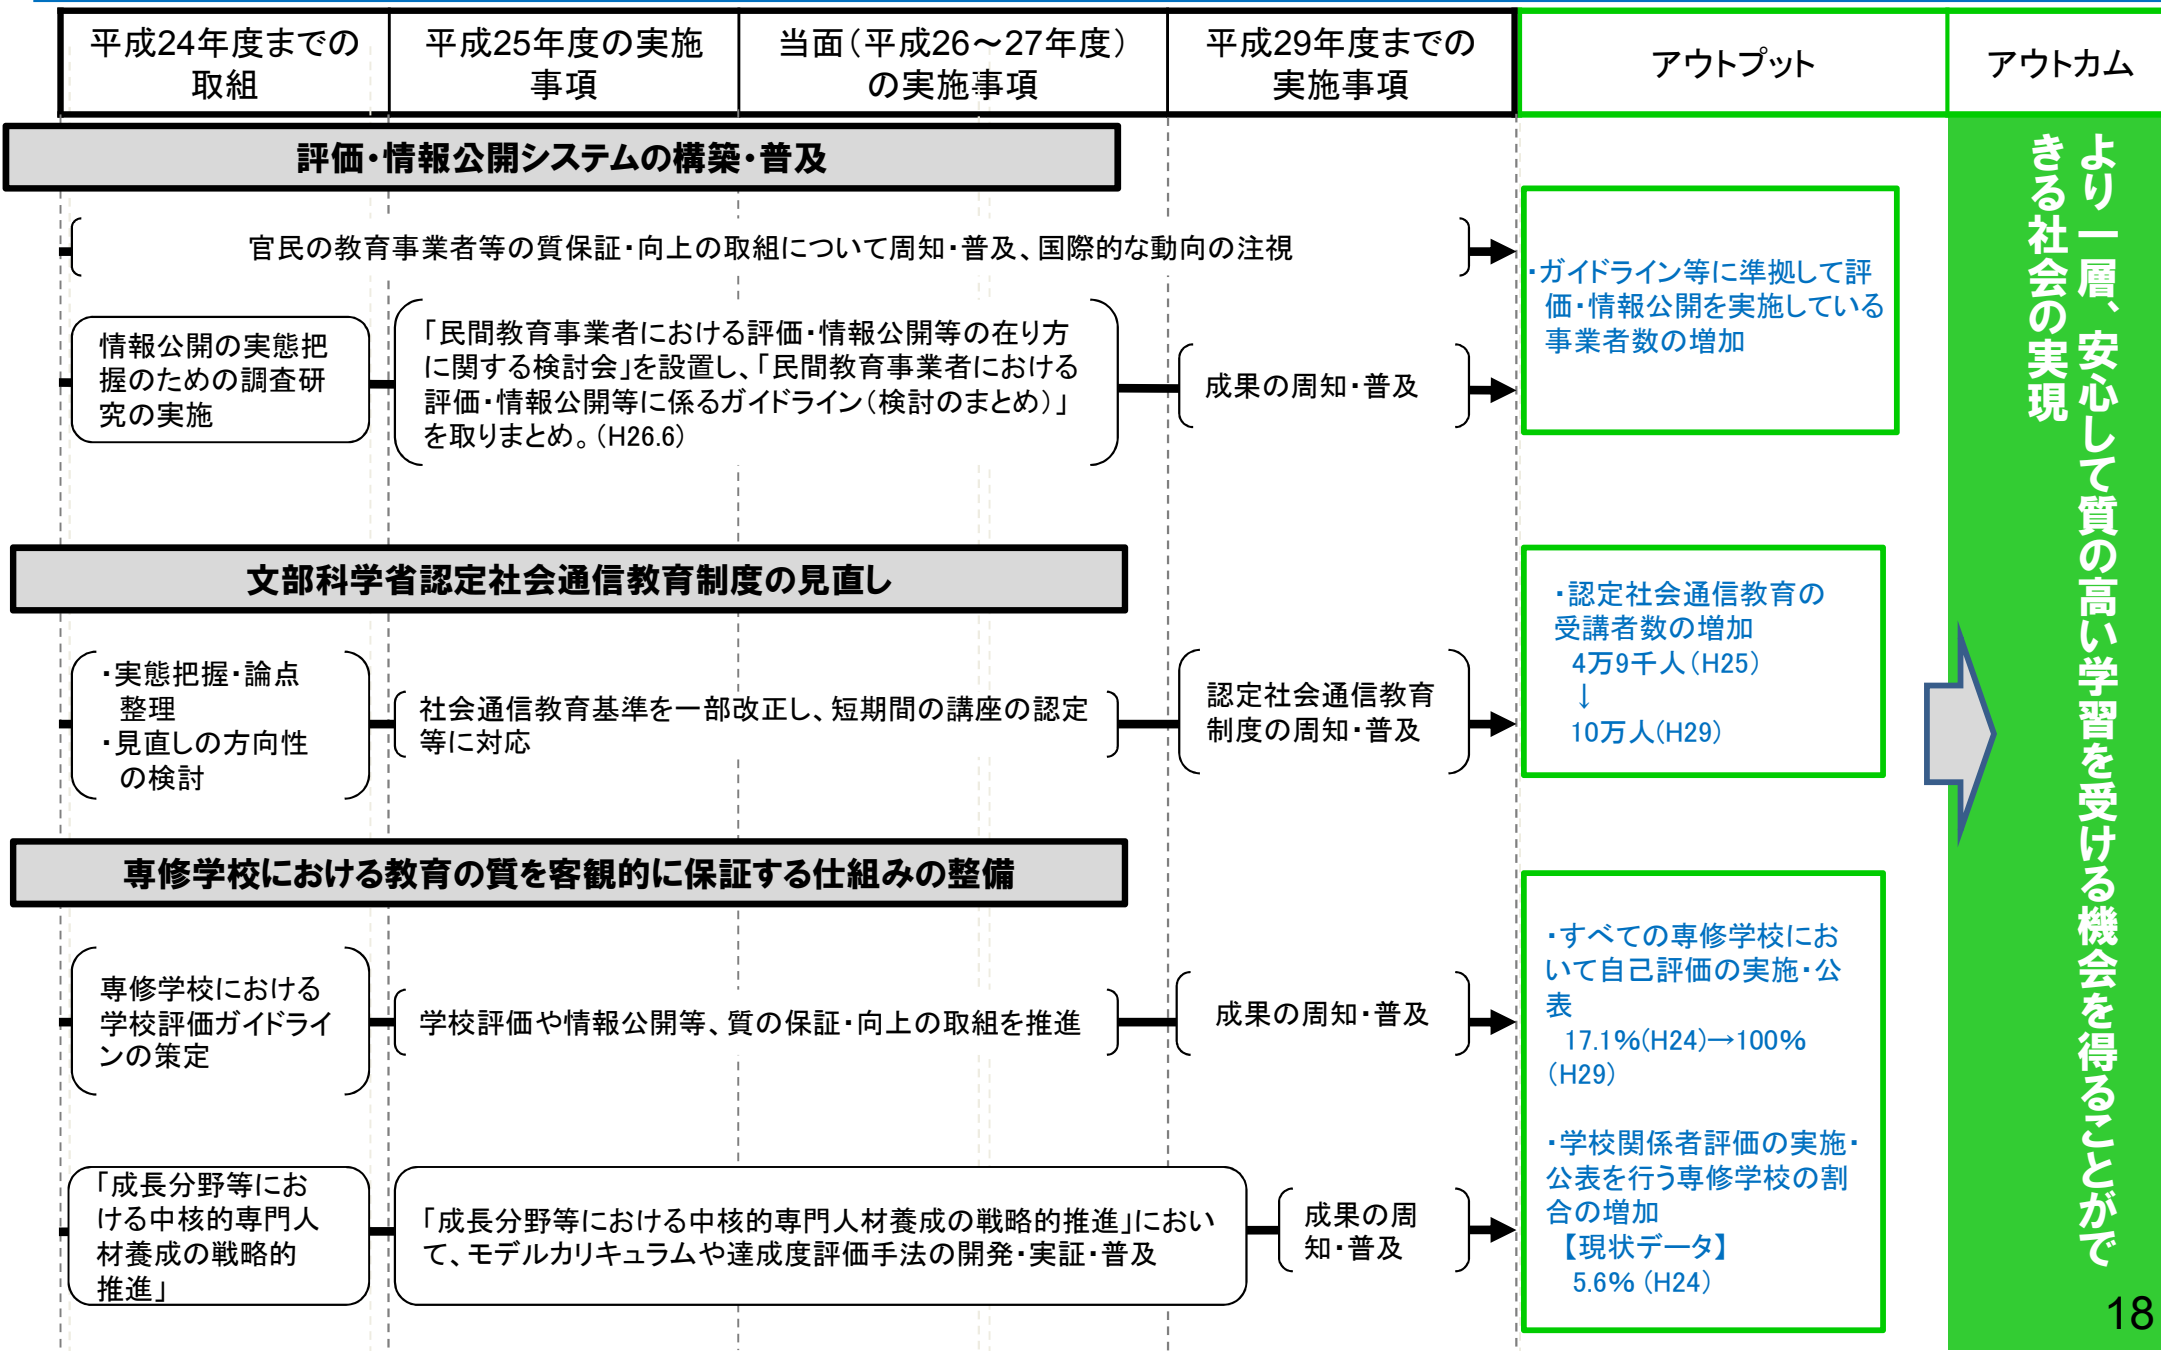 平成24年度までの
取組
平成25年度の実施
事項
当面(平成26～27年度)
の実施事項
平成29年度までの
実施事項
アウトプット
アウトカム
評価・情報公開システムの構築・普及
官民の教育事業者等の質保証・向上の取組について周知・普及、国際的な動向の注視
情報公開の実態把
握のための調査研
究の実施
「民間教育事業者における評価・情報公開等の在り方
に関する検討会」を設置し、「民間教育事業者における
評価・情報公開等に係るガイドライン(検討のまとめ)」
を取りまとめ。(H26.6)
成果の周知・普及
・ガイドライン等に準拠して評
価・情報公開を実施している
事業者数の増加
文部科学省認定社会通信教育制度の見直し
・実態把握・論点
整理
・見直しの方向性
の検討
社会通信教育基準を一部改正し、短期間の講座の認定
等に対応
認定社会通信教育
制度の周知・普及
・認定社会通信教育の
受講者数の増加
4万9千人(H25)
↓
10万人(H29)
専修学校における教育の質を客観的に保証する仕組みの整備
専修学校における
学校評価ガイドライ
ンの策定
学校評価や情報公開等、質の保証・向上の取組を推進
成果の周知・普及
・すべての専修学校にお
いて自己評価の実施・公
表
17.1%(H24)→100%
(H29)
「成長分野等にお
ける中核的専門人
材養成の戦略的
推進」
「成長分野等における中核的専門人材養成の戦略的推進」におい
て、モデルカリキュラムや達成度評価手法の開発・実証・普及
成果の周
知・普及
・学校関係者評価の実施・
公表を行う専修学校の割
合の増加
【現状データ】
5.6% (H24)
より一層、安心して質の高い学習を受ける機会を得ることがで
きる社会の実現
18